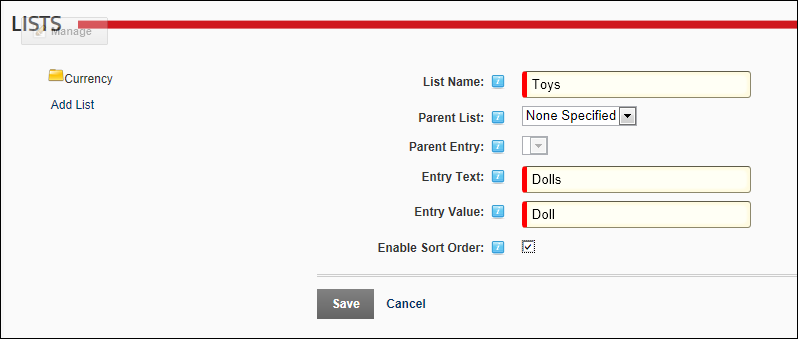 LISTS
Manage
Currency
Add List
List Name: Toys
Parent List: None Specified
Parent Entry:
Entry Text: Dolls
Entry Value: Doll
Enable Sort Order:
Save Cancel